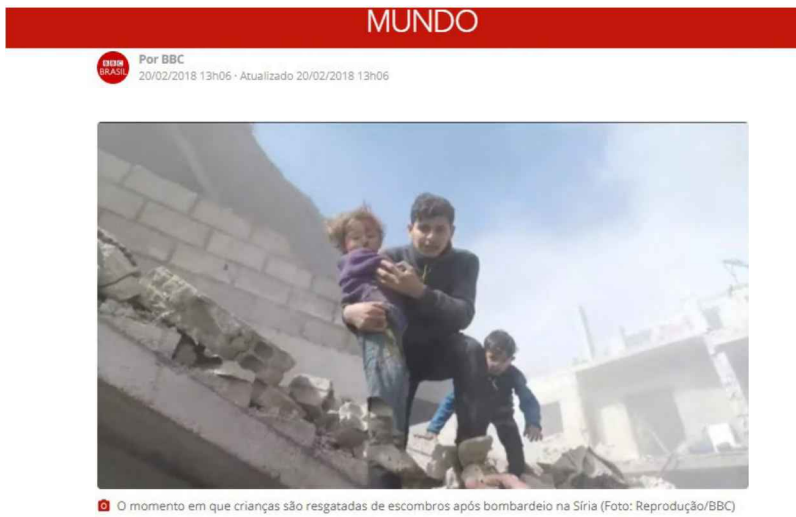 MUNDO
BBC
BRASIL
Por BBC
20/02/2018 13h06 · Atualizado 20/02/2018 13h06
O momento em que crianças são resgatadas de escombros após bombardeio na Síria (Foto: Reprodução/BBC)